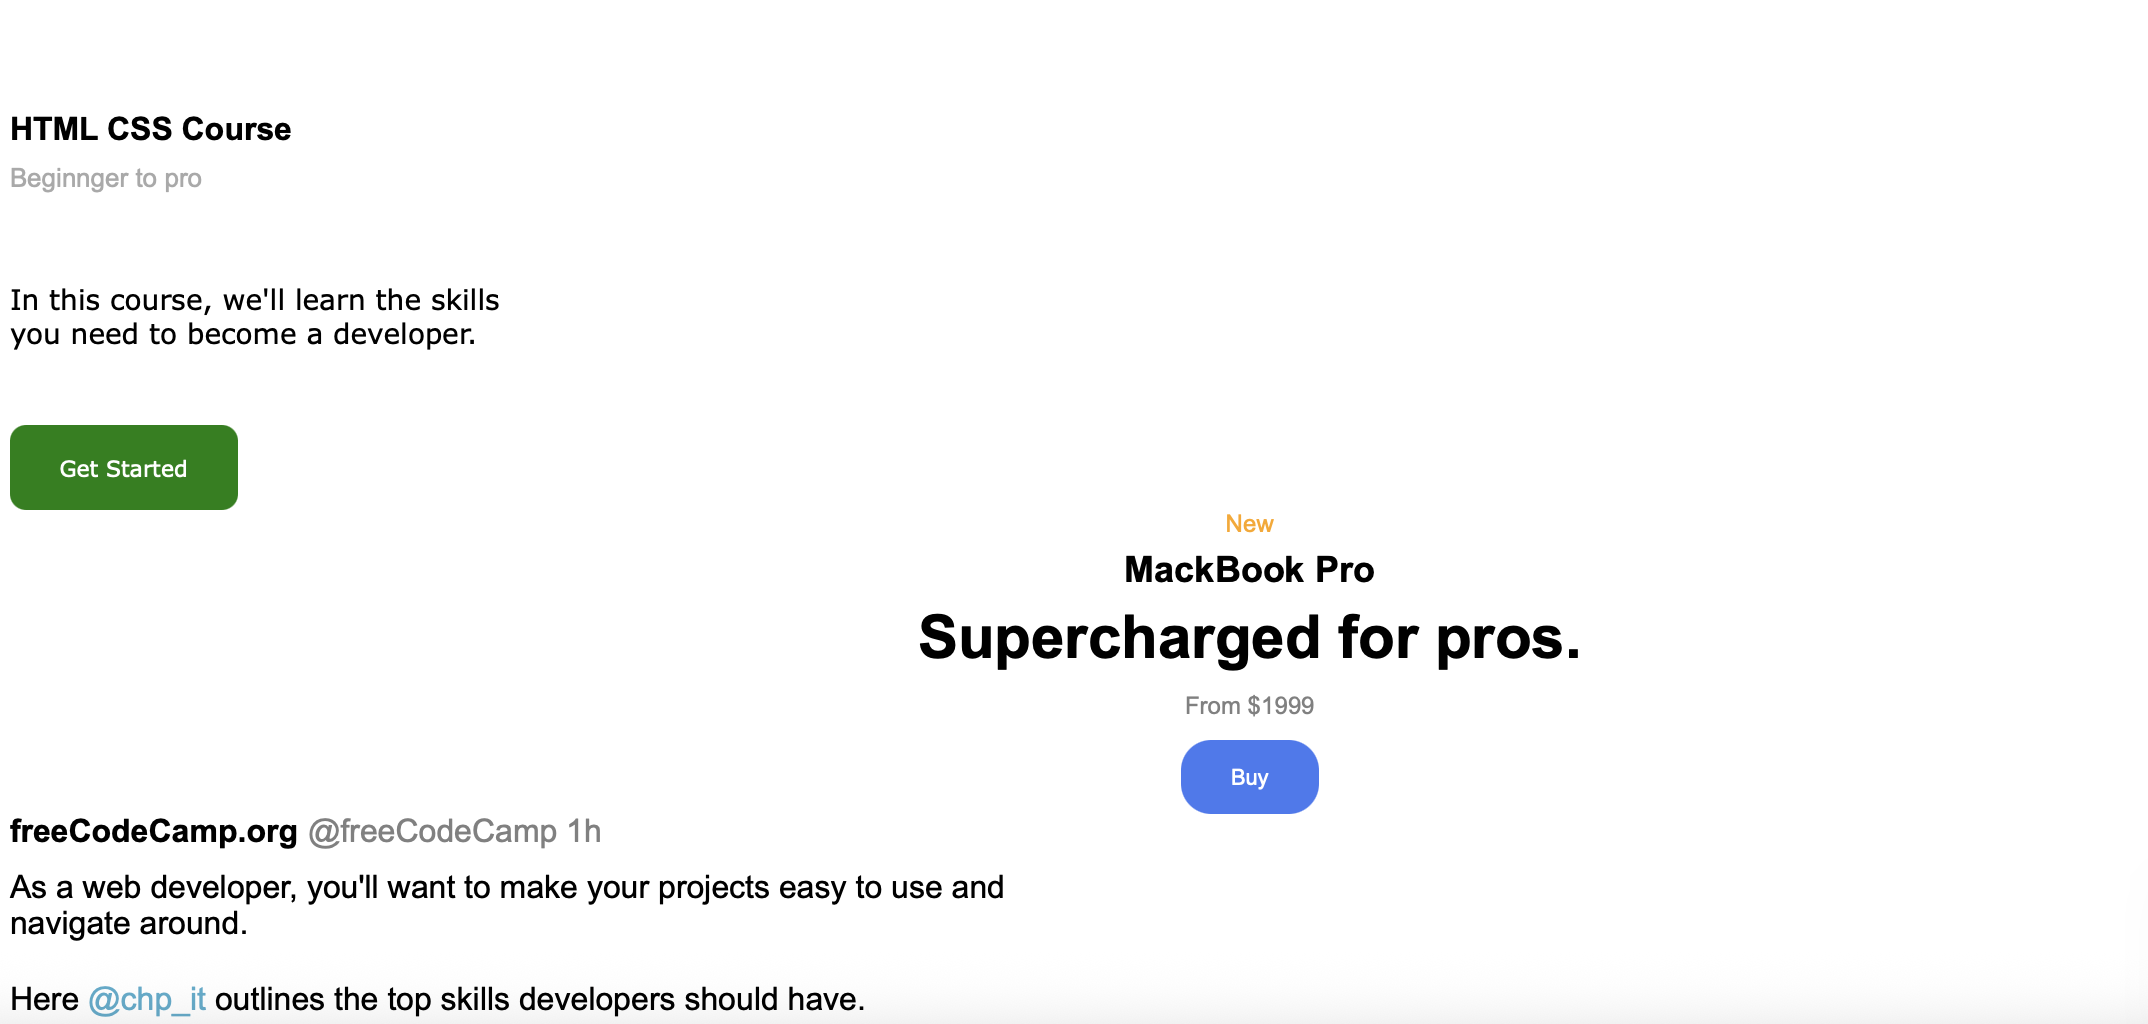 HTML CSS Course
Beginnger to pro
In this course, we'll learn the skills
you need to become a developer.
Get Started
New
MackBook Pro
Supercharged for pros.
From $1999
Buy
freeCodeCamp.org @freeCodeCamp 1h
As a web developer, you'll want to make your projects easy to use and
navigate around.
Here @chp_it outlines the top skills developers should have.